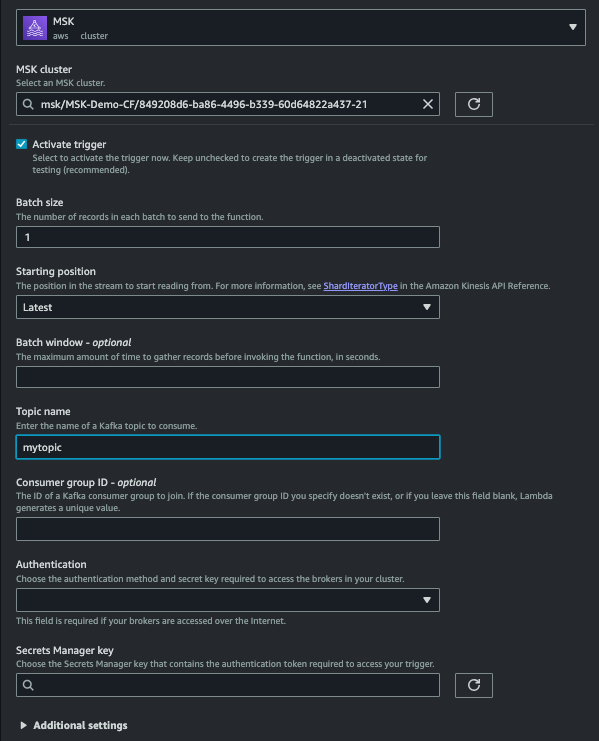 MSK
aws cluster
MSK cluster
Select an MSK cluster.
msk/MSK-Demo-CF/849208d6-ba86-4496-b339-60d64822a437-21
Activate trigger
Select to activate the trigger now. Keep unchecked to create the trigger in a deactivated state for
testing (recommended).
Batch size
The number of records in each batch to send to the function.
1
Starting position
The position in the stream to start reading from. For more information, see ShardIteratorType in the Amazon Kinesis API Reference.
Latest
Batch window - optional
The maximum amount of time to gather records before invoking the function, in seconds.
Topic name
Enter the name of a Kafka topic to consume.
mytopic
Consumer group ID - optional
The ID of a Kafka consumer group to join. If the consumer group ID you specify doesn't exist, or if you leave this field blank, Lambda
generates a unique value.
Authentication
Choose the authentication method and secret key required to access the brokers in your cluster.
This field is required if your brokers are accessed over the Internet.
Secrets Manager key
Choose the Secrets Manager key that contains the authentication token required to access your trigger.
Additional settings